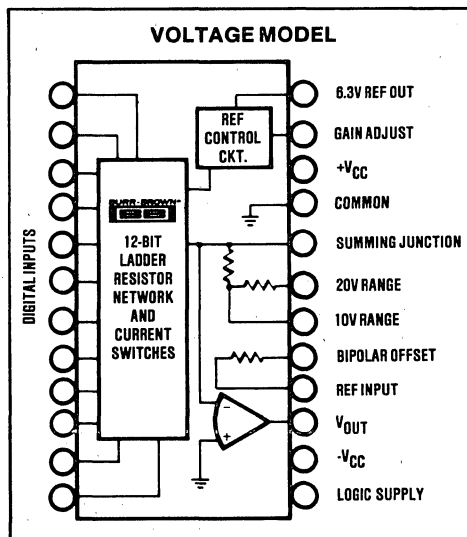 VOLTAGE MODEL
DIGITAL INPUTS
BURR-BROWN
12-BIT
LADDER
RESISTOR
NETWORK
AND
CURRENT
SWITCHES
REF
CONTROL
CKT.
6.3V REF OUT
GAIN ADJUST
+VCC
COMMON
SUMMING JUNCTION
20V RANGE
10V RANGE
BIPOLAR OFFSET
REF INPUT
VOUT
-VCC
LOGIC SUPPLY
−
+